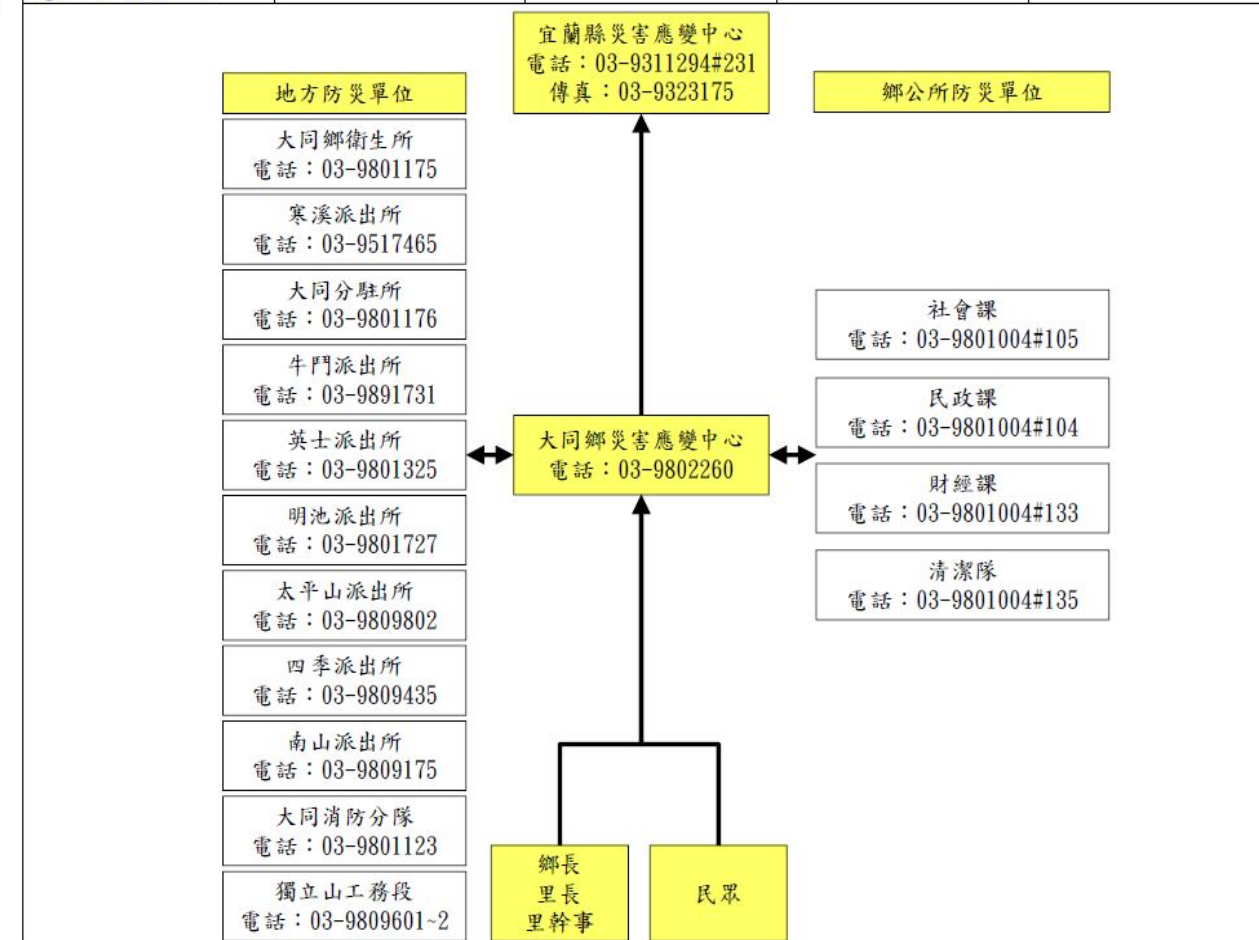 宜蘭縣災害應變中心
電話：03-9311294#231
傳真：03-9323175
地方防災單位
大同鄉衛生所
電話：03-9801175
寒溪派出所
電話：03-9517465
大同分駐所
電話：03-9801176
牛鬥派出所
電話：03-9891731
英士派出所
電話：03-9801325
明池派出所
電話：03-9801727
太平山派出所
電話：03-9809802
四季派出所
電話：03-9809435
南山派出所
電話：03-9809175
大同消防分隊
電話：03-9801123
獨立山工務段
電話：03-9809601~2
大同鄉災害應變中心
電話：03-9802260
鄉長
里長
里幹事
民眾
鄉公所防災單位
社會課
電話：03-9801004#105
民政課
電話：03-9801004#104
財經課
電話：03-9801004#133
清潔隊
電話：03-9801004#135